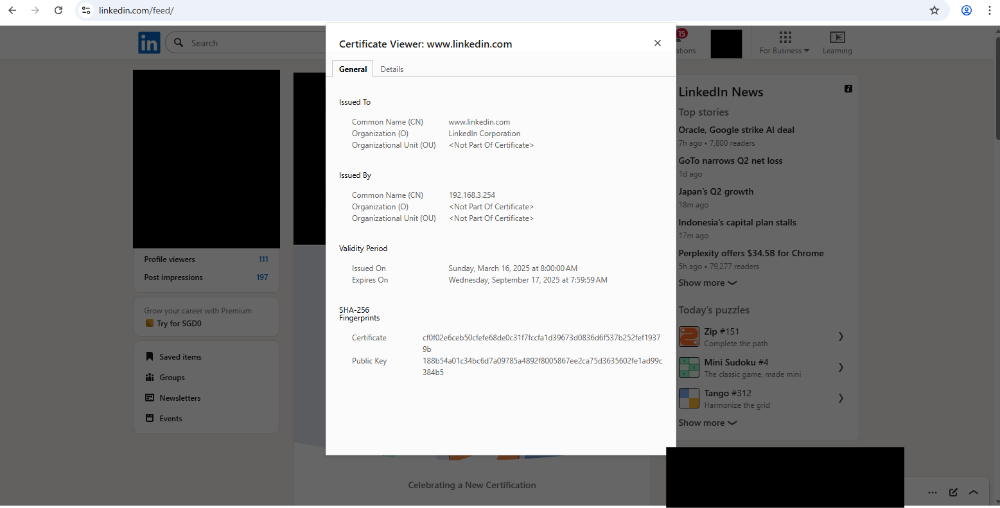 linkedin.com/feed/
in
Search
15
ations
For Business
Learning
Certificate Viewer: www.linkedin.com
General
Details
Issued To
Common Name (CN) www.linkedin.com
Organization (O) LinkedIn Corporation
Organizational Unit (OU) <Not Part Of Certificate>
Issued By
Common Name (CN) 192.168.3.254
Organization (O) <Not Part Of Certificate>
Organizational Unit (OU) <Not Part Of Certificate>
Validity Period
Issued On Sunday, March 16, 2025 at 8:00:00 AM
Expires On Wednesday, September 17, 2025 at 7:59:59 AM
SHA-256
Fingerprints
Certificate cf0f02e6ceb50cfefe68de0c31f7fccfa1d39673d0836d6f537b252fef1937
9b
Public Key 188b54a01c34bc6d7a09785a4892f8005867ee2ca75d3635602fe1ad99c
384b5
Profile viewers 111
Post impressions 197
Grow your career with Premium
Try for SGD0
Saved items
Groups
Newsletters
Events
Celebrating a New Certification
LinkedIn News
Top stories
Oracle, Google strike AI deal
7h ago • 7,800 readers
GoTo narrows Q2 net loss
1d ago
Japan's Q2 growth
18m ago
Indonesia's capital plan stalls
17m ago
Perplexity offers $34.5B for Chrome
5h ago • 79,277 readers
Show more
Today's puzzles
Zip #151
Complete the path
Mini Sudoku #4
The classic game, made mini
Tango #312
Harmonize the grid
Show more